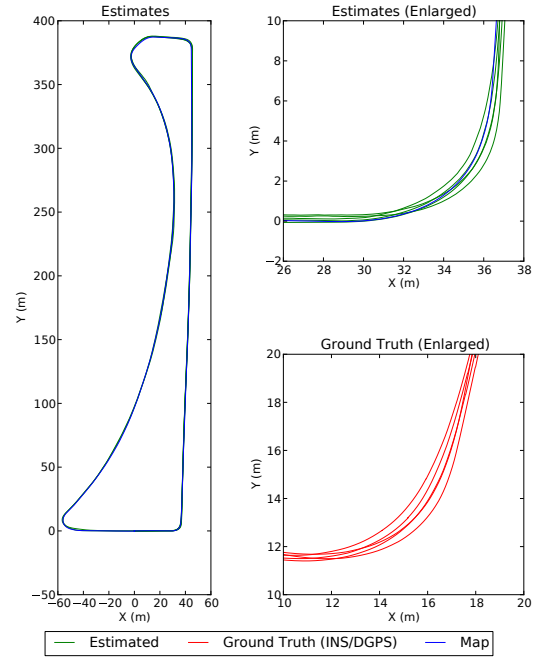 Estimates
400
350
300
250
200
150
100
50
0
−50
−60 −40 −20 0 20 40 60
X (m)
Y (m)
Estimates (Enlarged)
10
8
6
4
2
0
−2
26 28 30 32 34 36 38
X (m)
Y (m)
Ground Truth (Enlarged)
20
18
16
14
12
10
10 12 14 16 18 20
X (m)
Y (m)
Estimated Ground Truth (INS/DGPS) Map